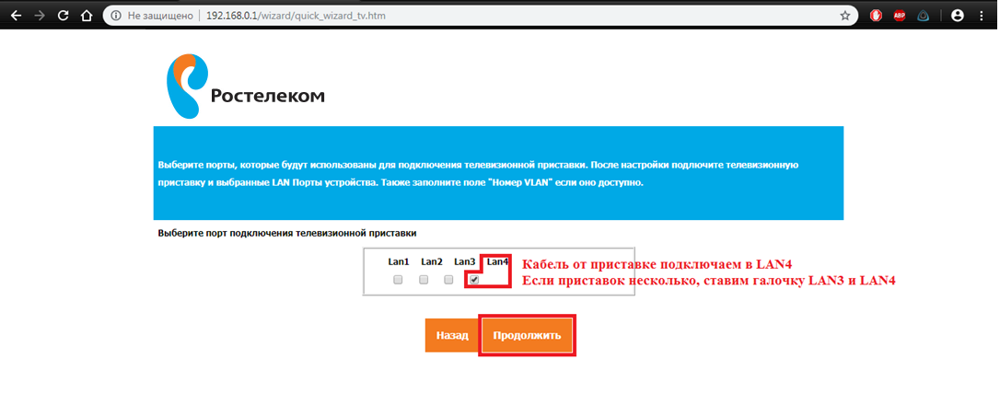 Не защищено | 192.168.0.1/wizard/quick_wizard_tv.htm
ABP
Ростелеком
Выберите порты, которые будут использованы для подключения телевизионной приставки. После настройки подлючите телевизионную
приставку и выбранные LAN Порты устройства. Также заполните поле "Номер VLAN" если оно доступно.
Выберите порт подключения телевизионной приставки
Lan1 Lan2 Lan3 Lan4
Кабель от приставке подключаем в LAN4
Если приставок несколько, ставим галочку LAN3 и LAN4
Назад Продолжить